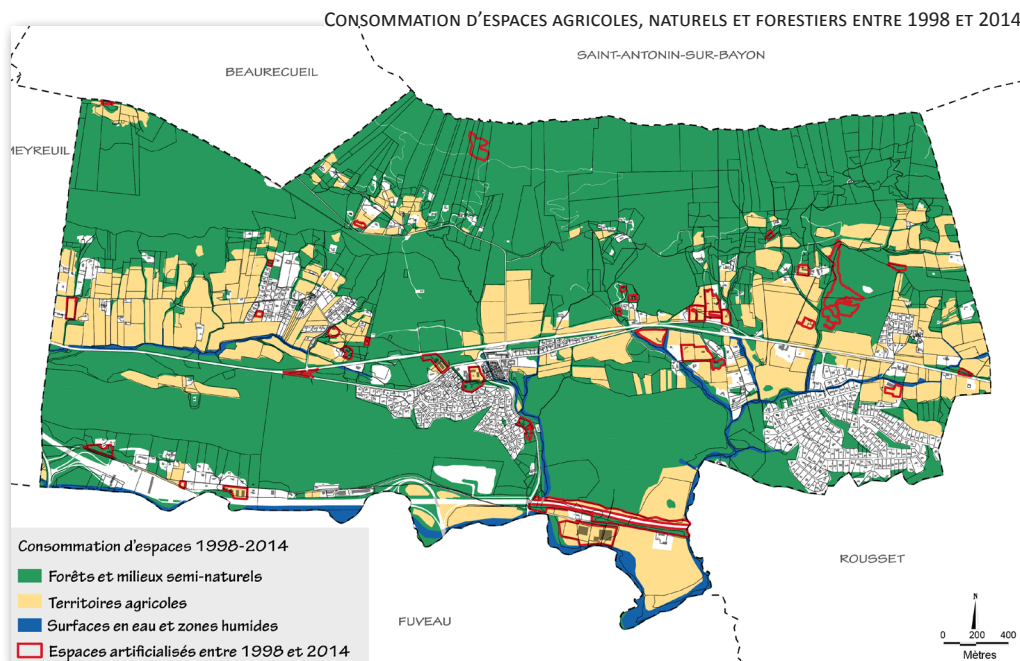 CONSOMMATION D'ESPACES AGRICOLES, NATURELS ET FORESTIERS ENTRE 1998 ET 2014
SAINT-ANTONIN-SUR-BAYON
BEAURECUEIL
MEYREUIL
ROUSSET
FUVEAU
Consommation d'espaces 1998-2014
Forêts et milieux semi-naturels
Territoires agricoles
Surfaces en eau et zones humides
Espaces artificialisés entre 1998 et 2014
N
0 200 400
Mètres